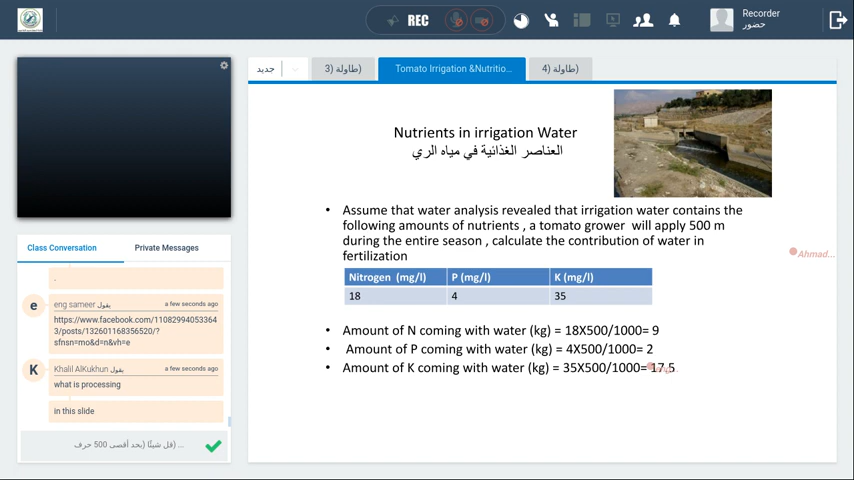 REC
Recorder
حضور
جديد
طاولة (3)
Tomato Irrigation &Nutritio...
طاولة (4)
Nutrients in irrigation Water
العناصر الغذائية في مياه الري
• Assume that water analysis revealed that irrigation water contains the
following amounts of nutrients , a tomato grower will apply 500 m
during the entire season , calculate the contribution of water in
fertilization
Ahmad...
Nitrogen (mg/l) P (mg/l) K (mg/l)
18 4 35
• Amount of N coming with water (kg) = 18X500/1000= 9
• Amount of P coming with water (kg) = 4X500/1000= 2
• Amount of K coming with water (kg) = 35X500/1000= 17.5
Class Conversation Private Messages
.
e eng sameer يقول a few seconds ago
https://www.facebook.com/11082994053364
3/posts/132601168356520/?
sfnsn=mo&d=n&vh=e
K Khalil AlKukhun يقول a few seconds ago
what is processing
in this slide
قل شيئًا (بحد أقصى 500 حرف) ...